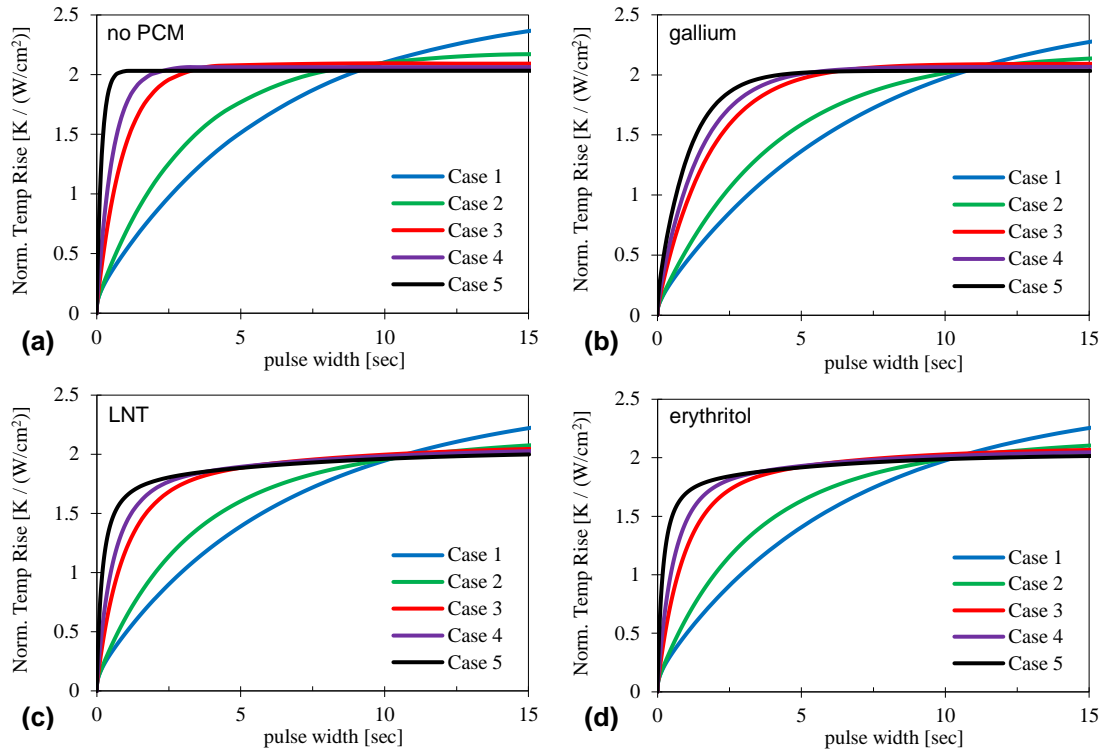 no PCM
Norm. Temp Rise [K / (W/cm²)]
2.5
2
1.5
1
0.5
0
Case 1
Case 2
Case 3
Case 4
Case 5
0 5 10 15
(a)
pulse width [sec]
gallium
Norm. Temp Rise [K / (W/cm²)]
2.5
2
1.5
1
0.5
0
Case 1
Case 2
Case 3
Case 4
Case 5
0 5 10 15
(b)
pulse width [sec]
LNT
Norm. Temp Rise [K / (W/cm²)]
2.5
2
1.5
1
0.5
0
Case 1
Case 2
Case 3
Case 4
Case 5
0 5 10 15
(c)
pulse width [sec]
erythritol
Norm. Temp Rise [K / (W/cm²)]
2.5
2
1.5
1
0.5
0
Case 1
Case 2
Case 3
Case 4
Case 5
0 5 10 15
(d)
pulse width [sec]